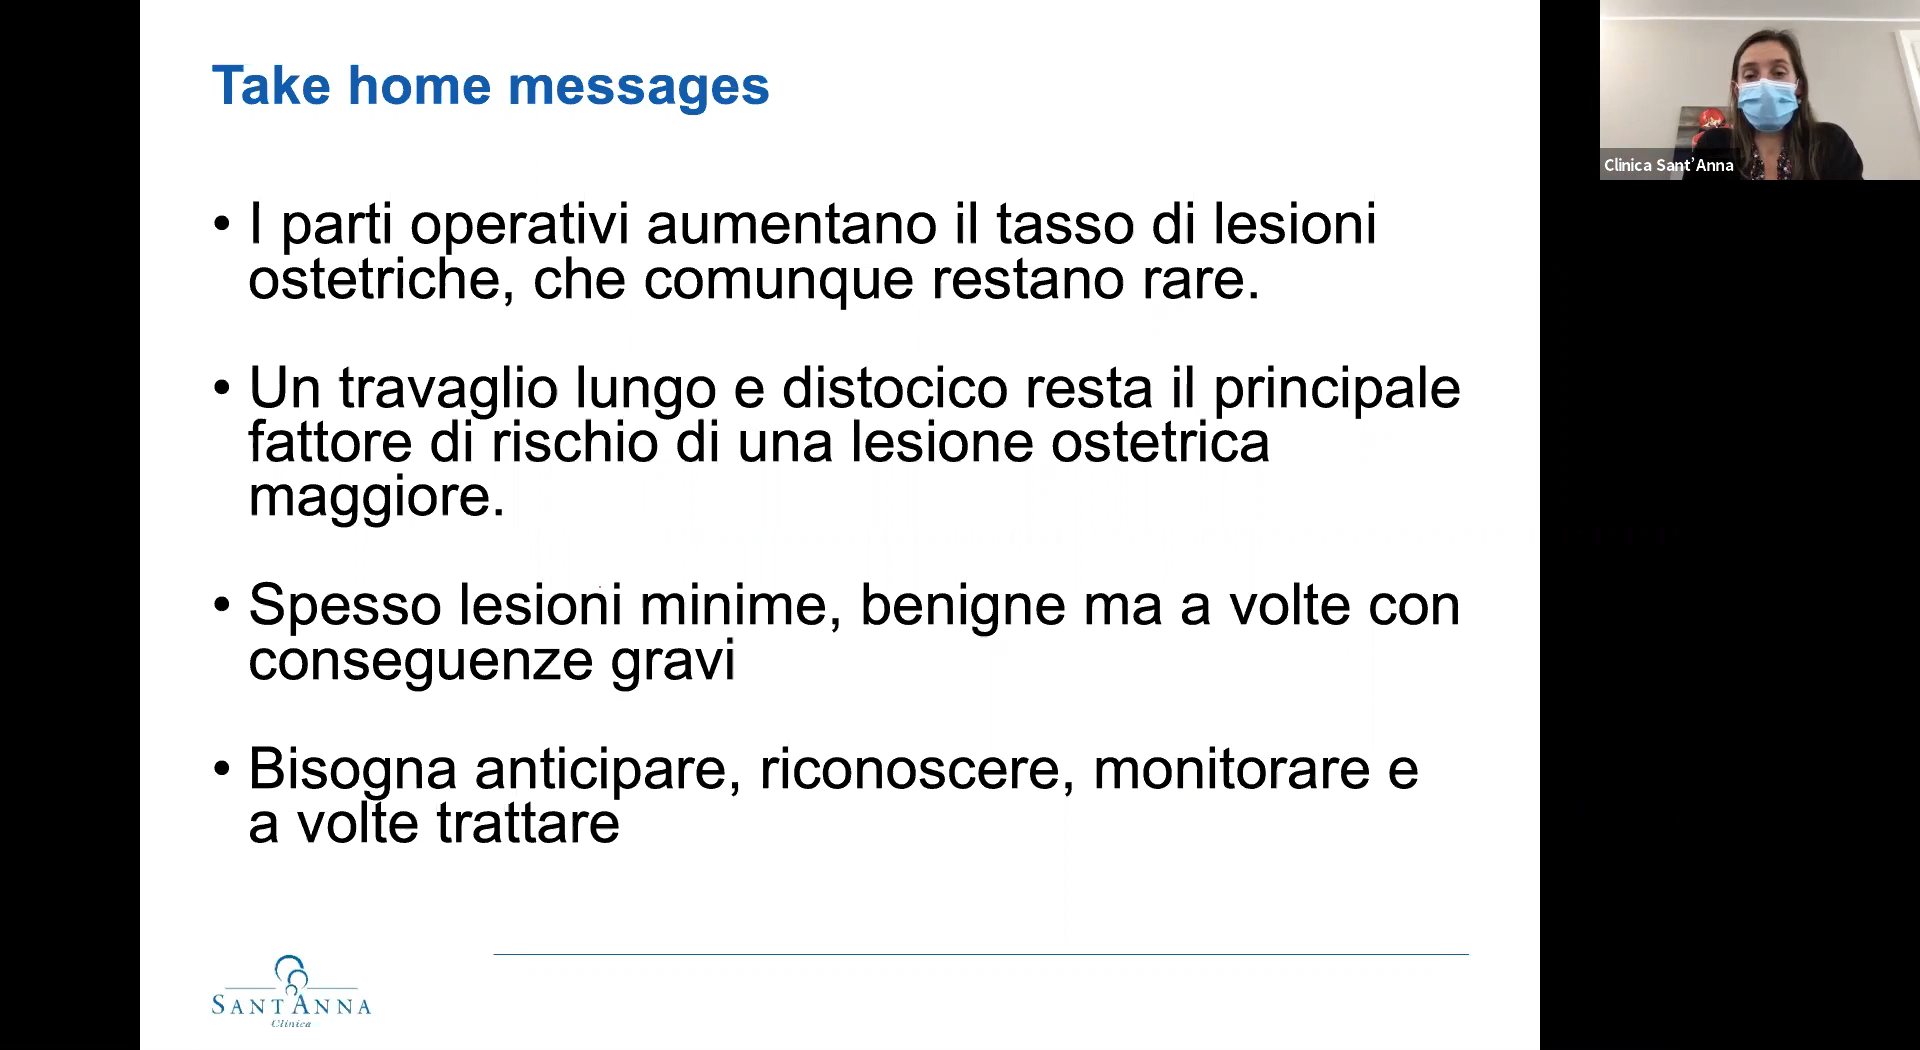 Take home messages
• I parti operativi aumentano il tasso di lesioni
ostetriche, che comunque restano rare.
• Un travaglio lungo e distocico resta il principale
fattore di rischio di una lesione ostetrica
maggiore.
• Spesso lesioni minime, benigne ma a volte con
conseguenze gravi
• Bisogna anticipare, riconoscere, monitorare e
a volte trattare
SANT'ANNA
Clinica
Clinica Sant'Anna